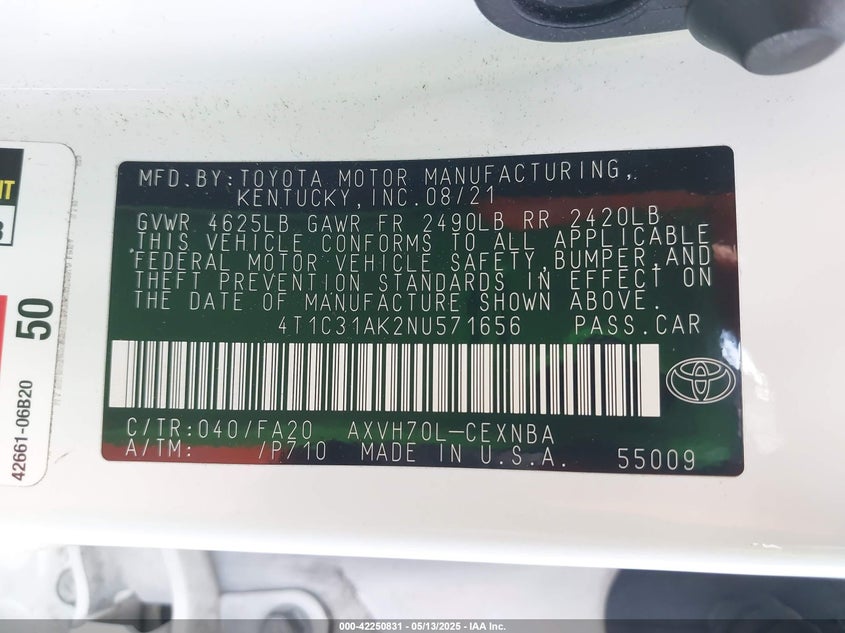 MFD.BY:TOYOTA MOTOR MANUFACTURING,
KENTUCKY,INC.08/21
GVWR 4625LB GAWR FR 2490LB RR 2420LB
THIS VEHICLE CONFORMS TO ALL APPLICABLE
FEDERAL MOTOR VEHICLE SAFETY,BUMPER,AND
THEFT PREVENTION STANDARDS IN EFFECT ON
THE DATE OF MANUFACTURE SHOWN ABOVE.
4T1C31AK2NU571656 PASS.CAR
C/TR:040/FA20 AXVH70L-CEXNBA
A/TM: /P710 MADE IN U.S.A. 55009
50
42661-06B20
000-42250831 - 05/13/2025 - IAA Inc.